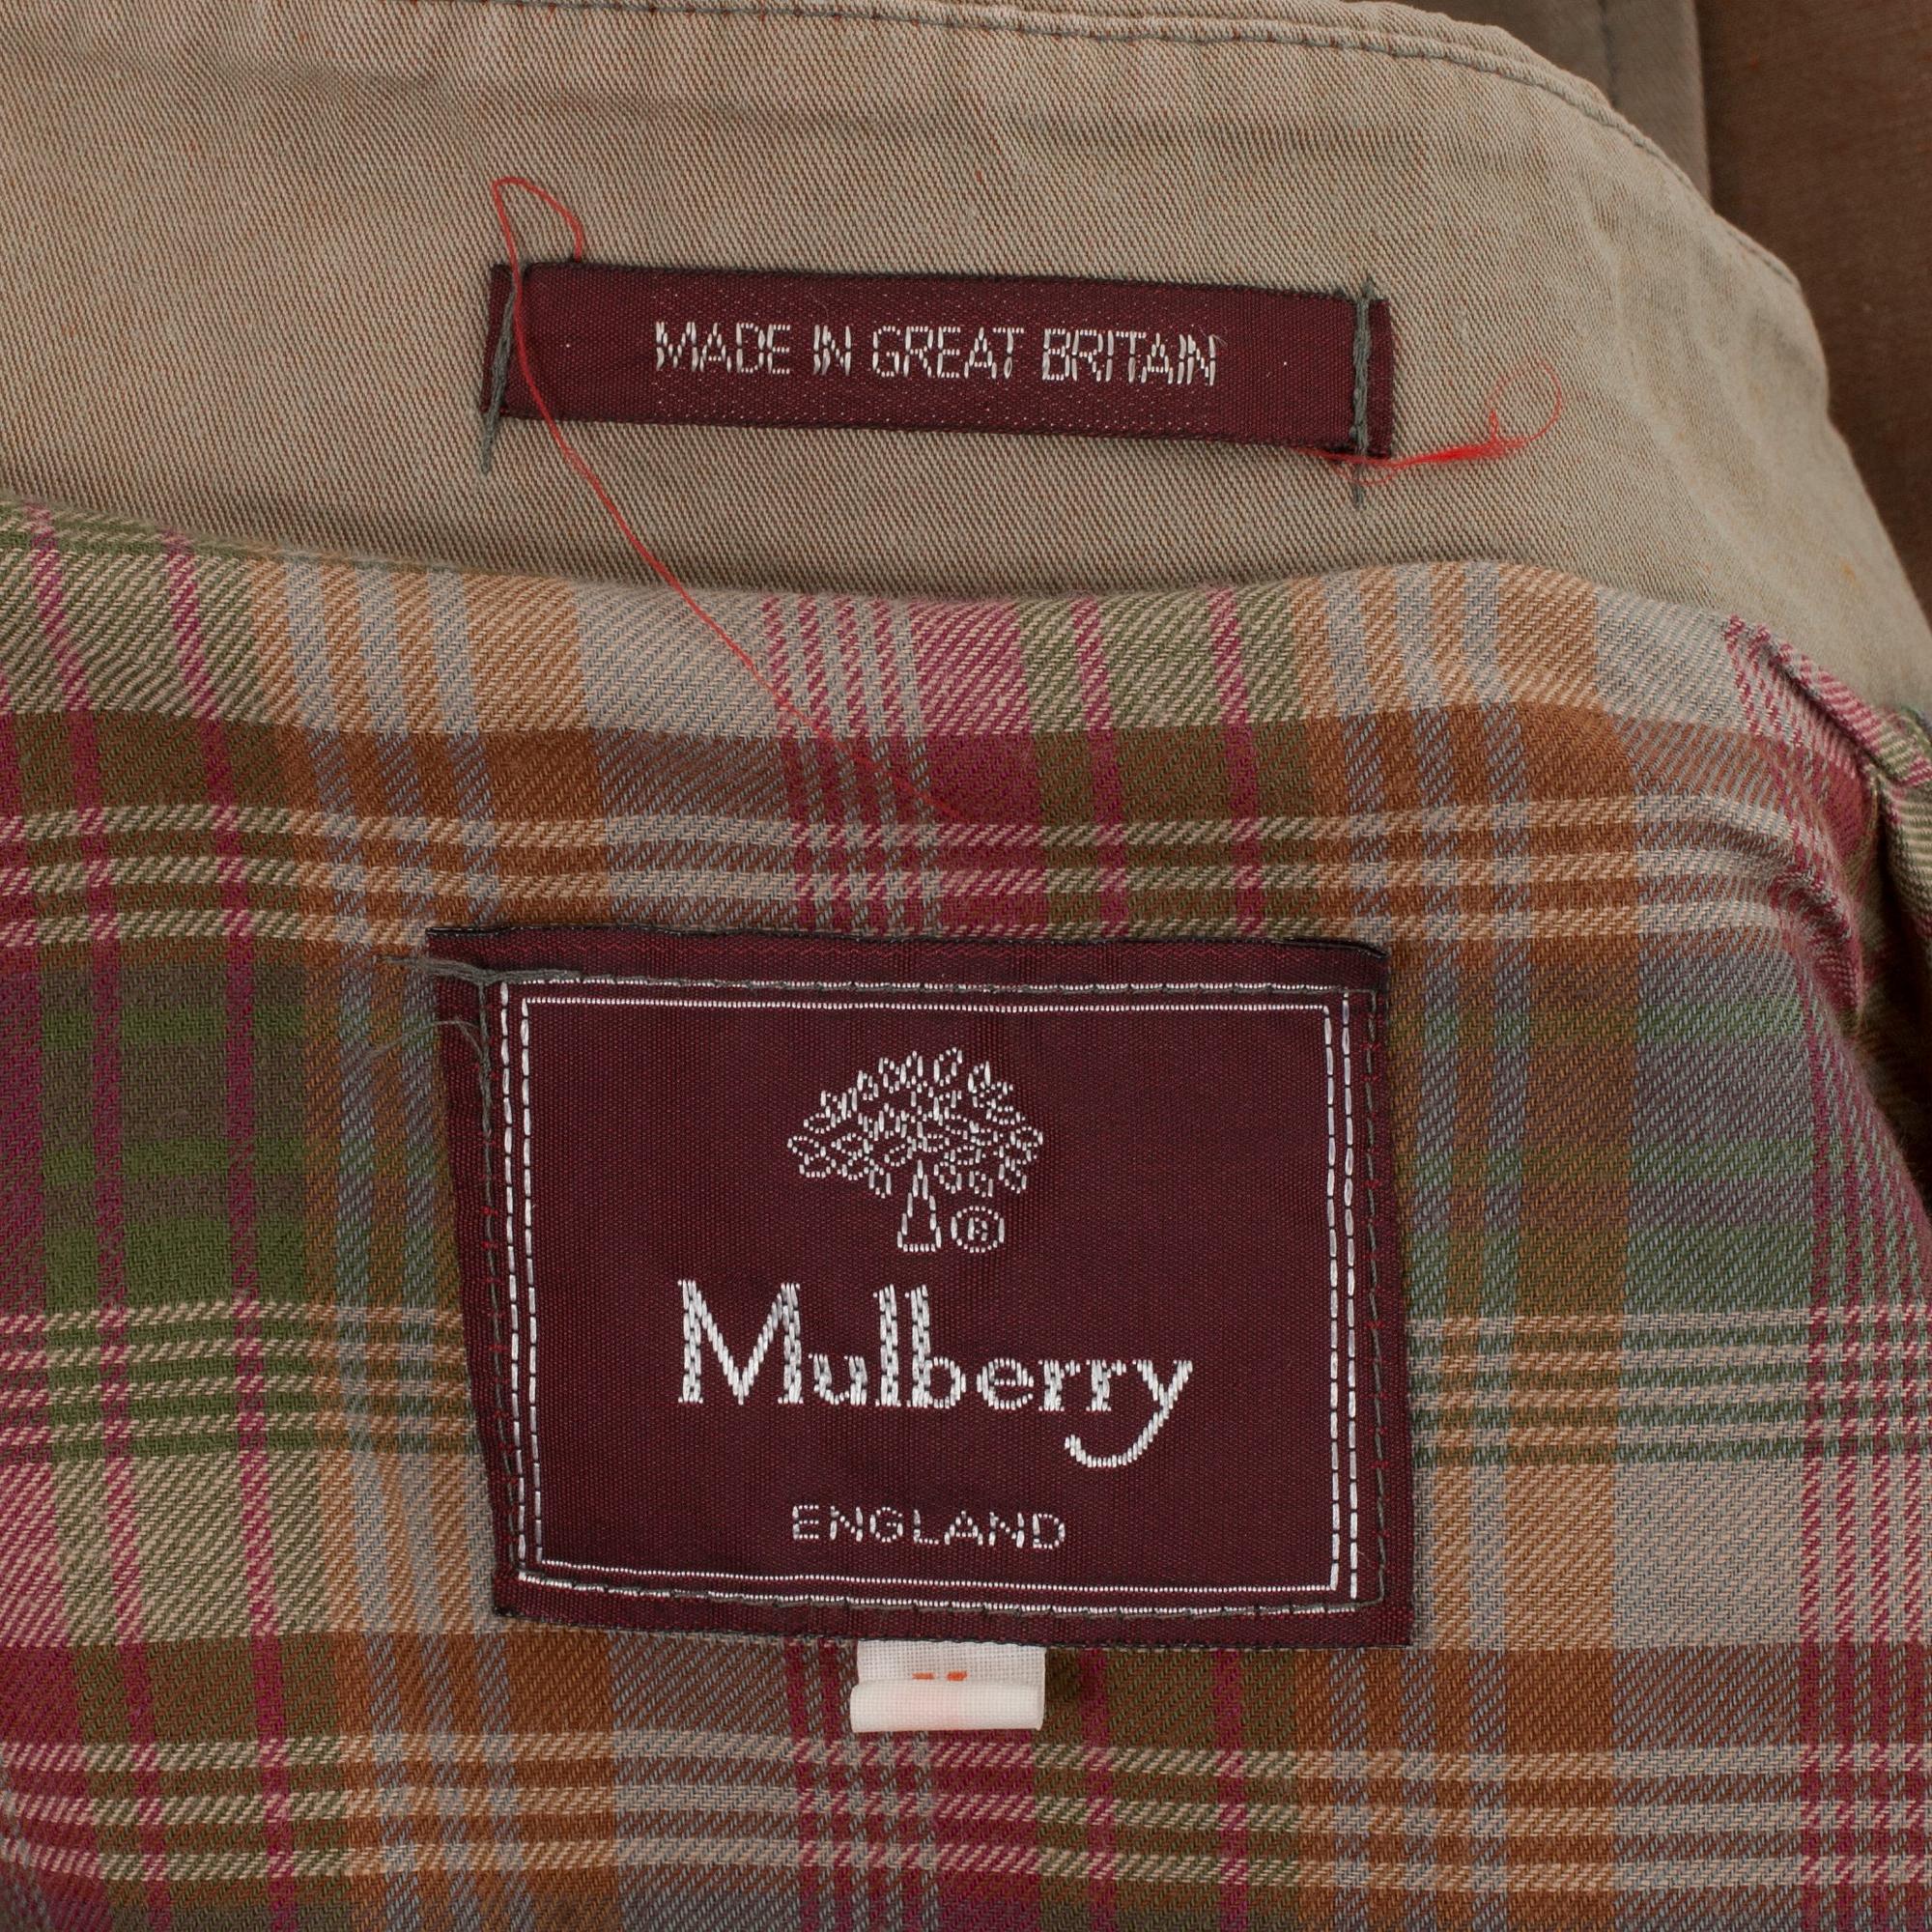 MADE IN GREAT BRITAIN
®
Mulberry
ENGLAND